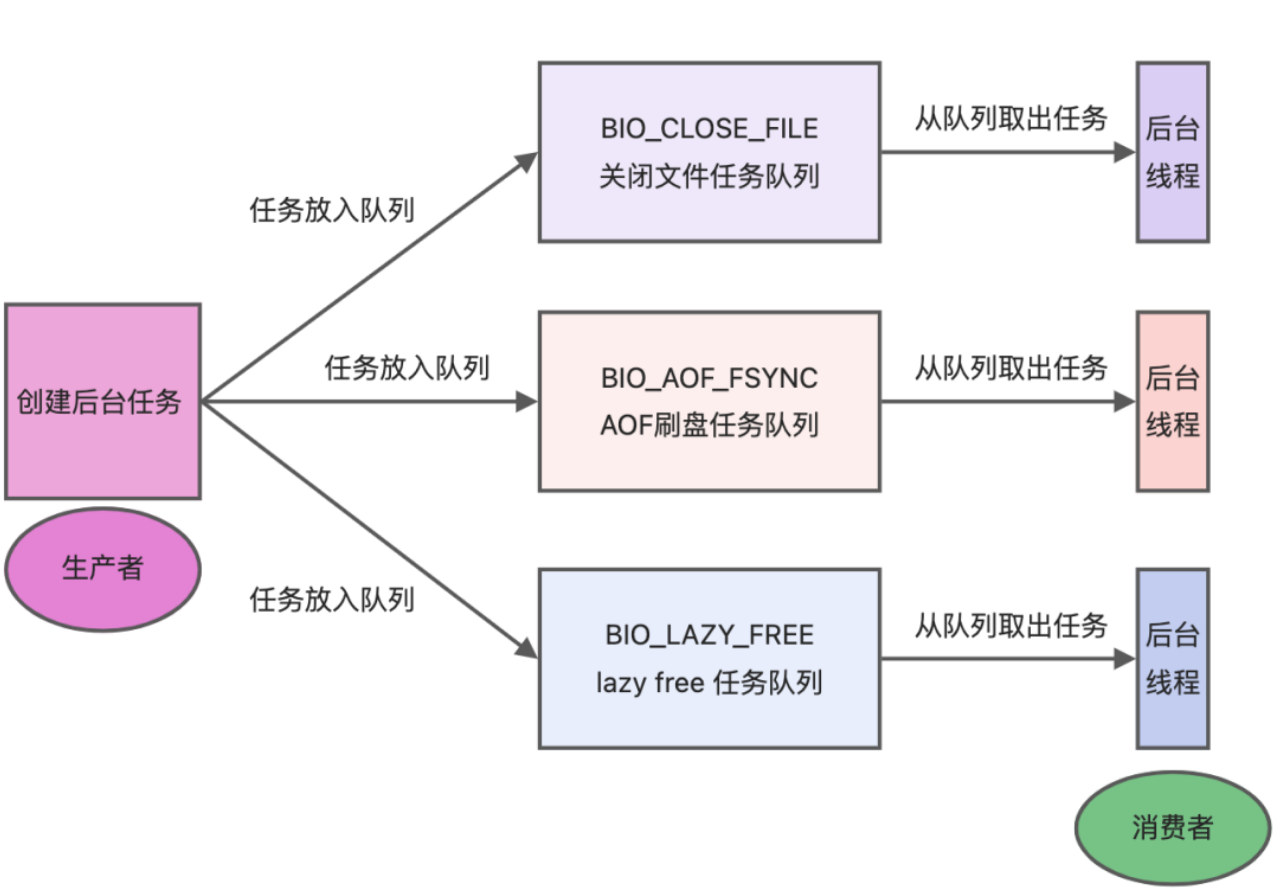 BIO_CLOSE_FILE
关闭文件任务队列
从队列取出任务
后台
线程
任务放入队列
创建后台任务
任务放入队列
BIO_AOF_FSYNC
AOF刷盘任务队列
从队列取出任务
后台
线程
生产者
任务放入队列
BIO_LAZY_FREE
lazy free 任务队列
从队列取出任务
后台
线程
消费者